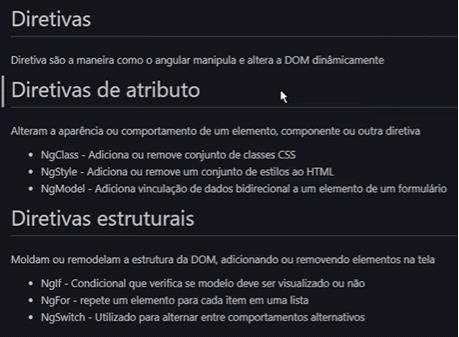 Diretivas
Diretiva são a maneira como o angular manipula e altera a DOM dinâmicamente
Diretivas de atributo
Alteram a aparência ou comportamento de um elemento, componente ou outra diretiva
• NgClass - Adiciona ou remove conjunto de classes CSS
• NgStyle - Adiciona ou remove um conjunto de estilos ao HTML
• NgModel - Adiciona vinculação de dados bidirecional a um elemento de um formulário
Diretivas estruturais
Moldam ou remodelam a estrutura da DOM, adicionando ou removendo elementos na tela
• NgIf - Condicional que verifica se modelo deve ser visualizado ou não
• NgFor - repete um elemento para cada item em uma lista
• NgSwitch - Utilizado para alternar entre comportamentos alternativos